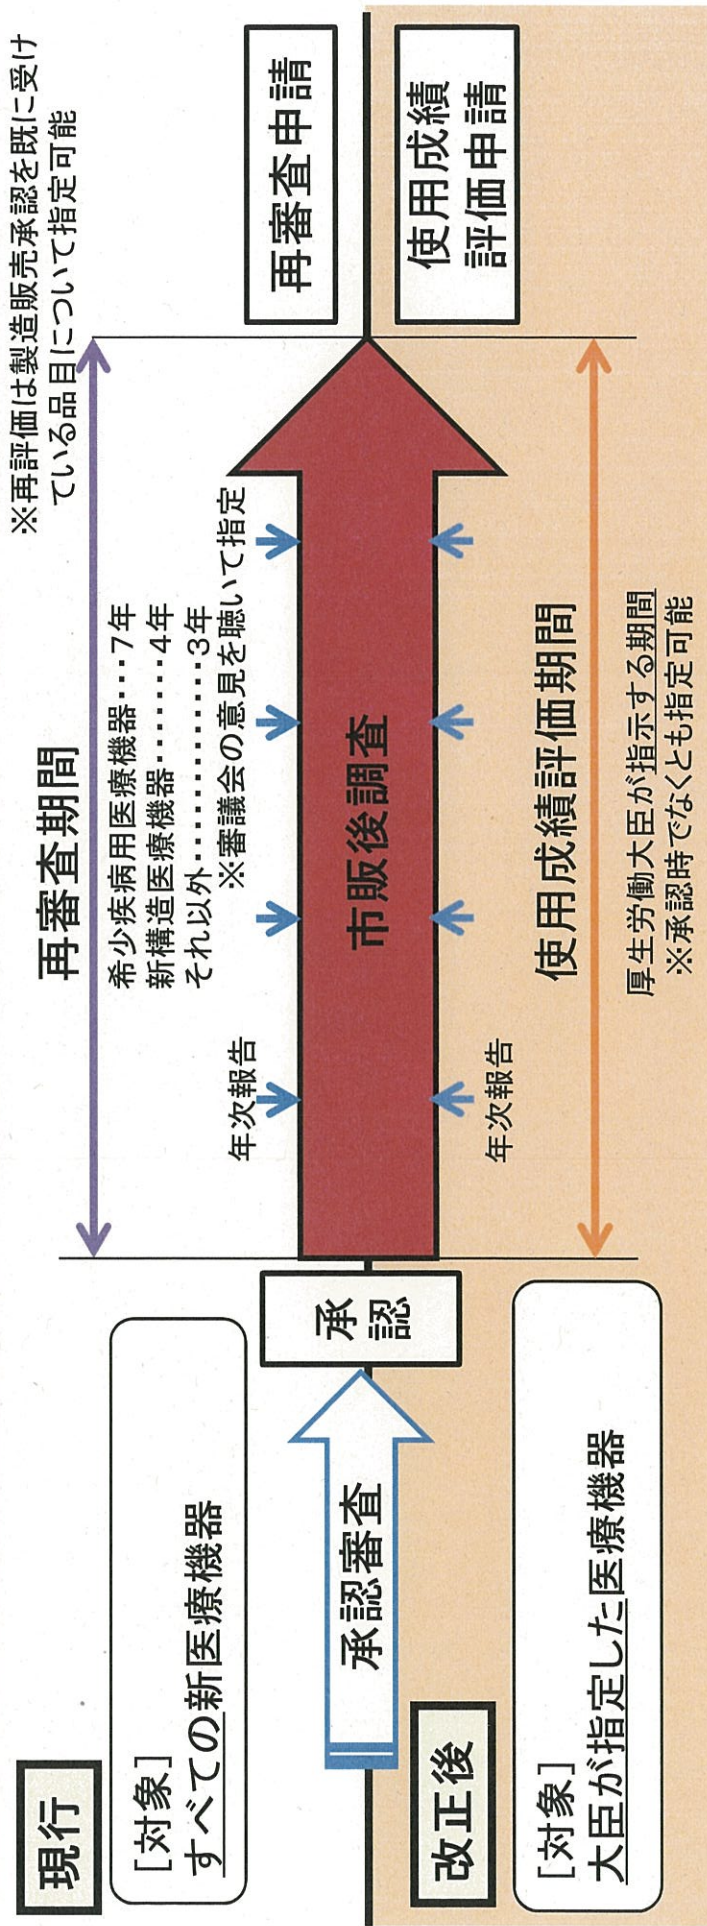 現行
[対象]
すべての新医療機器
承認審査
承
認
再審査期間
希少疾病用医療機器・・・7年
新構造医療機器・・・・・・・4年
それ以外・・・・・・・・・・・・3年
※審議会の意見を聴いて指定
年次報告
市販後調査
※再評価は製造販売承認を既に受け
ている品目について指定可能
再審査申請
改正後
[対象]
大臣が指定した医療機器
年次報告
使用成績評価期間
厚生労働大臣が指示する期間
※承認時でなくとも指定可能
使用成績
評価申請